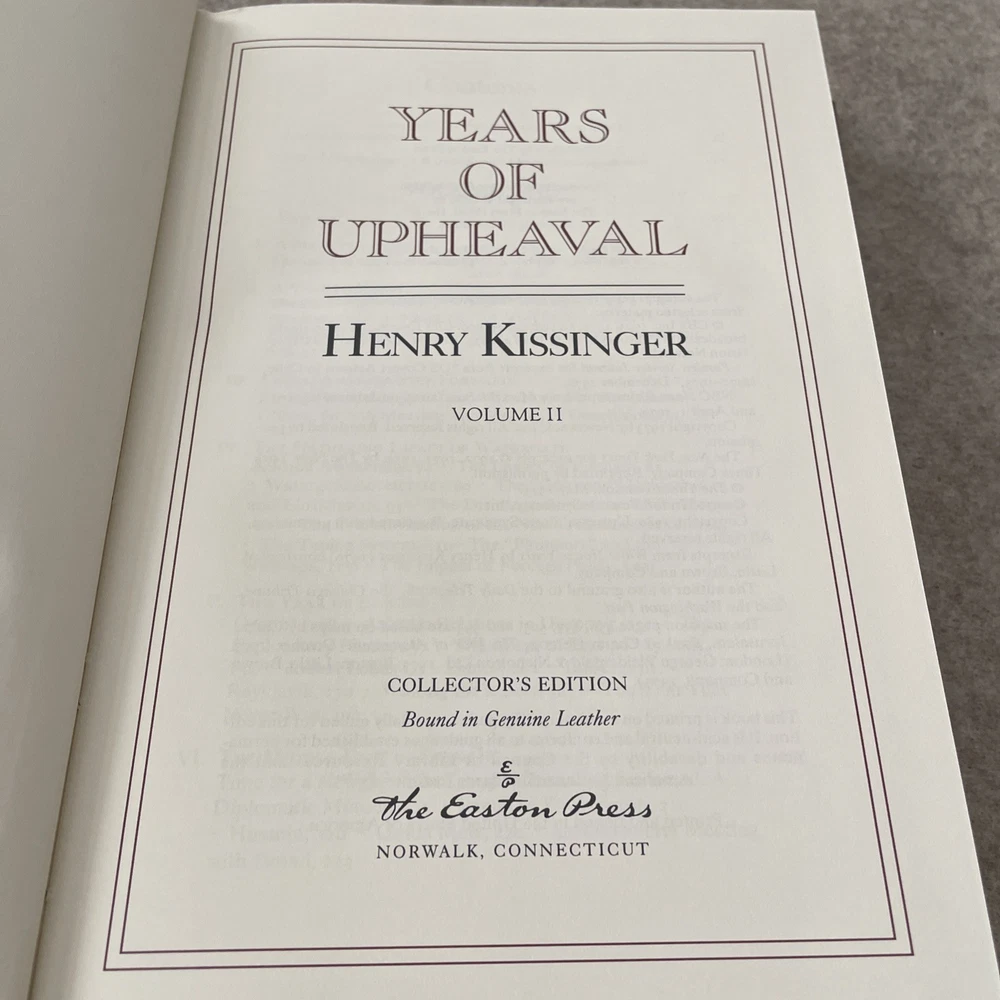 YEARS
OF
UPHEAVAL
HENRY KISSINGER
VOLUME II
COLLECTOR'S EDITION
Bound in Genuine Leather
The Easton Press
NORWALK, CONNECTICUT